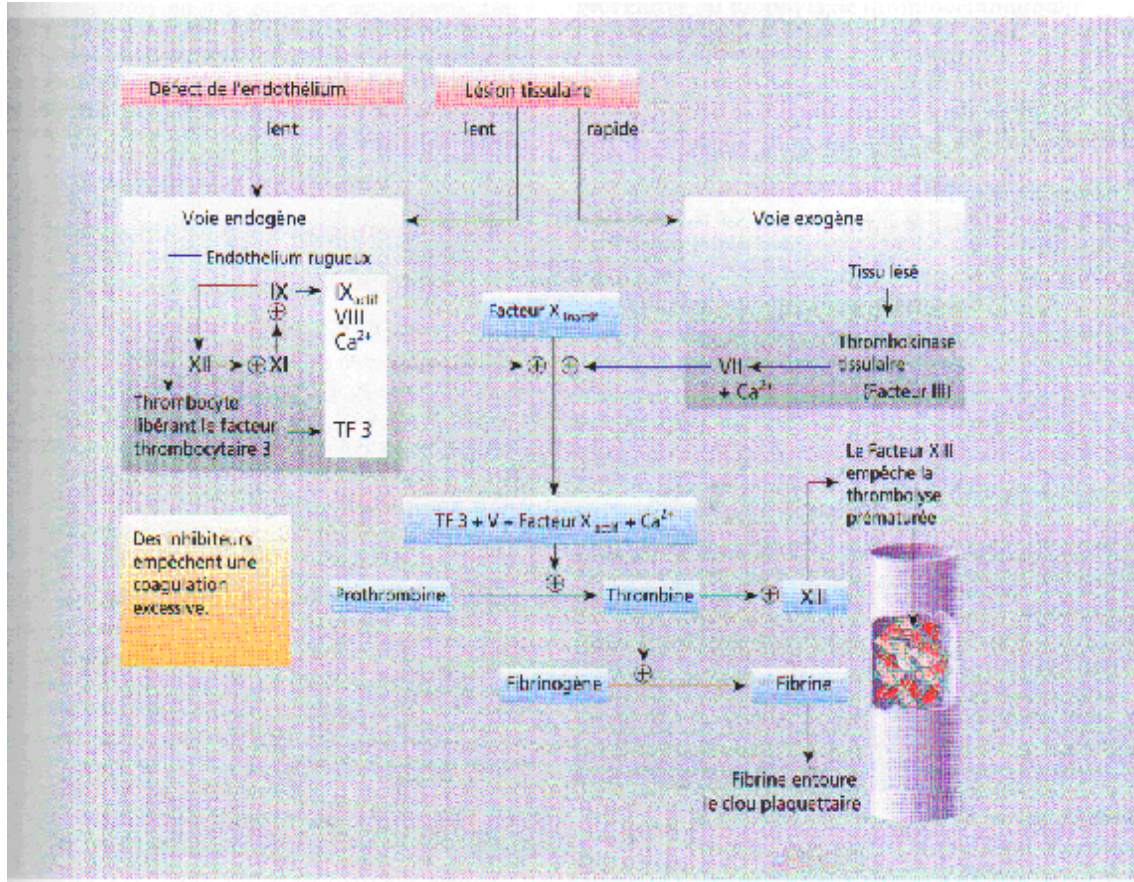 Défect de l'endothélium
Lésion tissulaire
lent
lent
rapide
Voie endogène
Voie exogène
Endothelium rugueux
Tissu lésé
IX
IX actif
VIII
Ca²⁺
⊕
XII
⊕ XI
Facteur X inactif
⊕ ⊕
VII
+ Ca²⁺
Thrombokinase
tissulaire
(Facteur III)
Thrombocyte
libérant le facteur
thrombocytaire 3
TF 3
Le Facteur XIII
empêche la
thrombolyse
prématurée
TF 3 + V + Facteur X actif + Ca²⁺
Des inhibiteurs
empêchent une
coagulation
excessive.
Prothrombine
⊕
Thrombine
⊕
XIII
⊕
Fibrinogène
Fibrine
Fibrine entoure
le clou plaquettaire